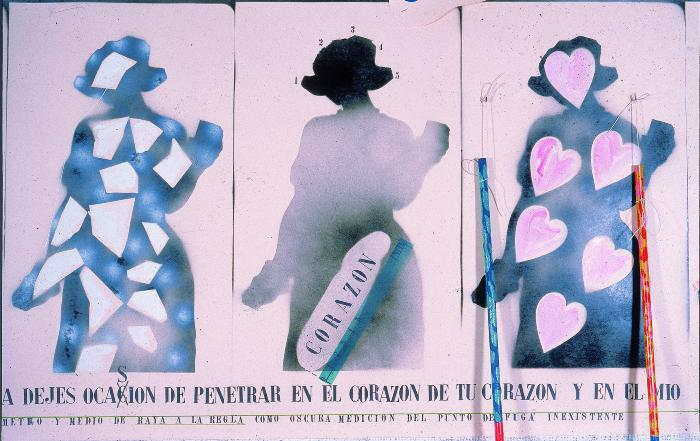 1 2 3 4 5
CORAZON
A DEJES OCASION DE PENETRAR EN EL CORAZON DE TU CORAZON Y EN EL MIO
METRO Y MEDIO DE RAYA A LA REGLA COMO OSCURA MEDICION DEL PUNTO DE FUGA INEXISTENTE